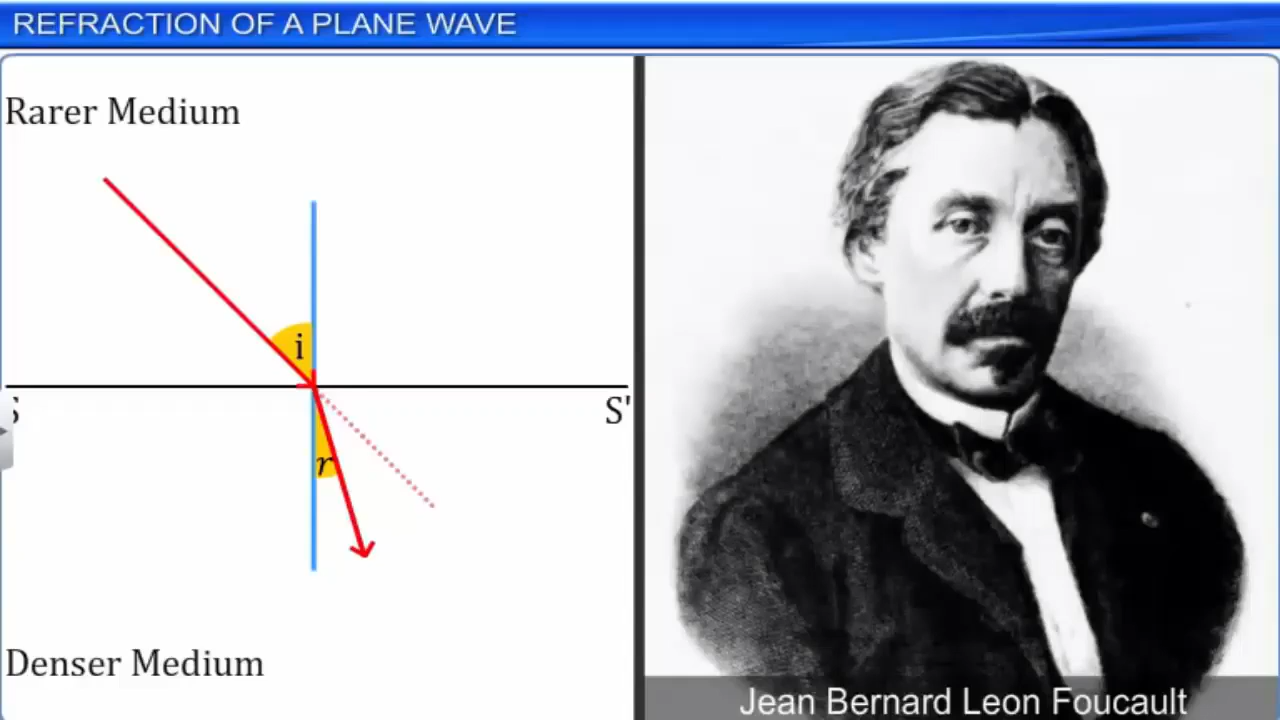 REFRACTION OF A PLANE WAVE
Rarer Medium
i
S
S'
r
Denser Medium
Jean Bernard Leon Foucault